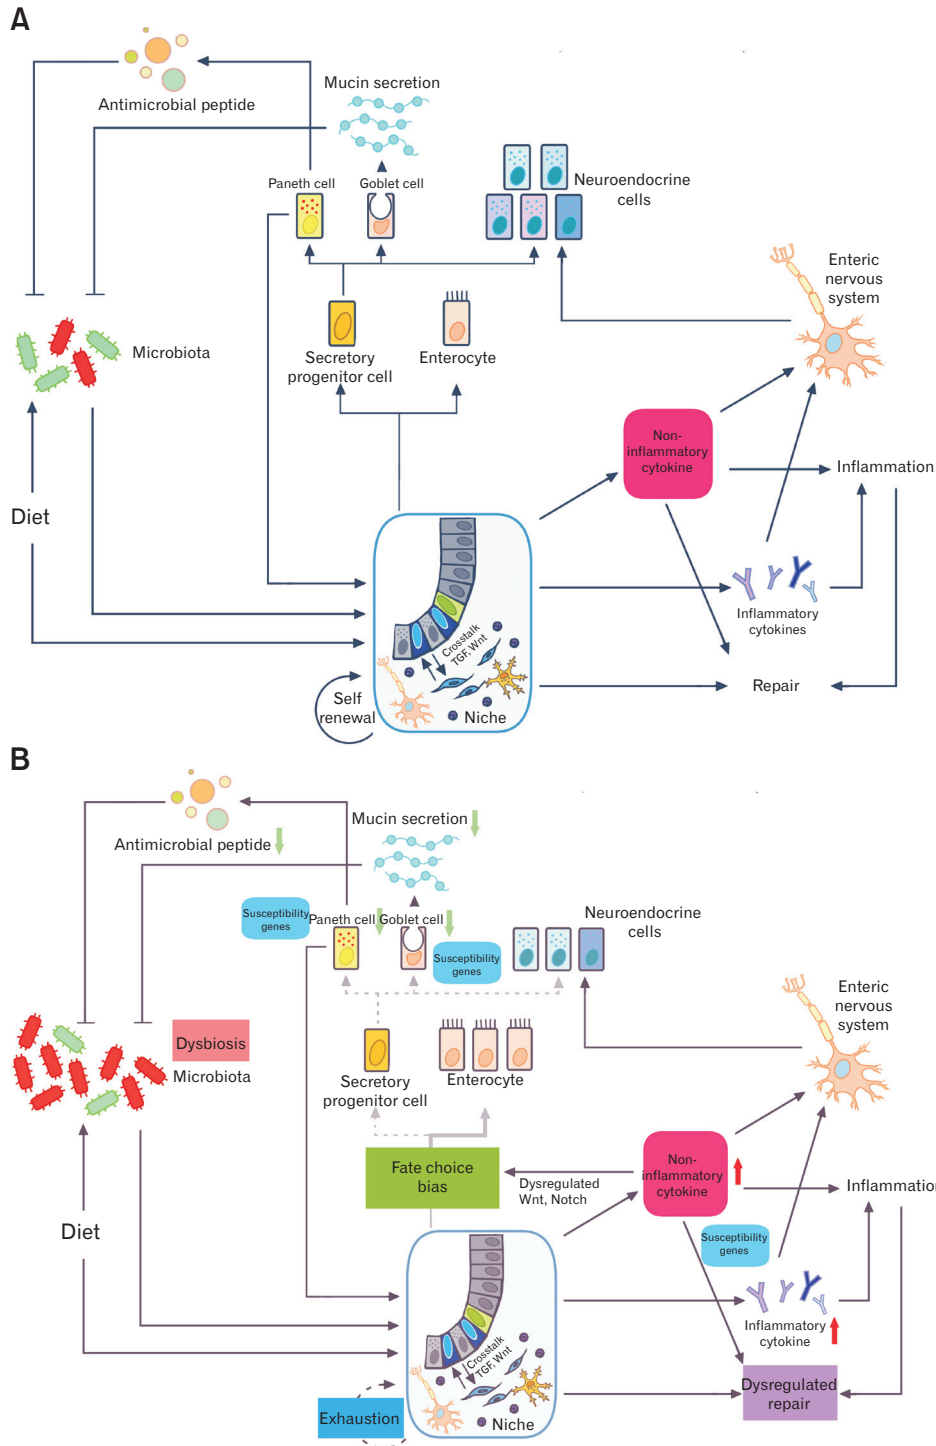 A
Antimicrobial peptide
Mucin secretion
Paneth cell
Goblet cell
Neuroendocrine
cells
Enteric
nervous
system
Microbiota
Secretory
progenitor cell
Enterocyte
Non-
inflammatory
cytokine
Inflammation
Diet
Inflammatory
cytokines
Crosstalk
TGF, Wnt
Self
renewal
Niche
Repair
B
Mucin secretion
Antimicrobial peptide
Susceptibility
genes
Paneth cell
Goblet cell
Susceptibility
genes
Neuroendocrine
cells
Enteric
nervous
system
Dysbiosis
Microbiota
Secretory
progenitor cell
Enterocyte
Fate choice
bias
Dysregulated
Wnt, Notch
Non-
inflammatory
cytokine
Inflammation
Diet
Susceptibility
genes
Inflammatory
cytokine
Crosstalk
TGF, Wnt
Exhaustion
Niche
Dysregulated
repair